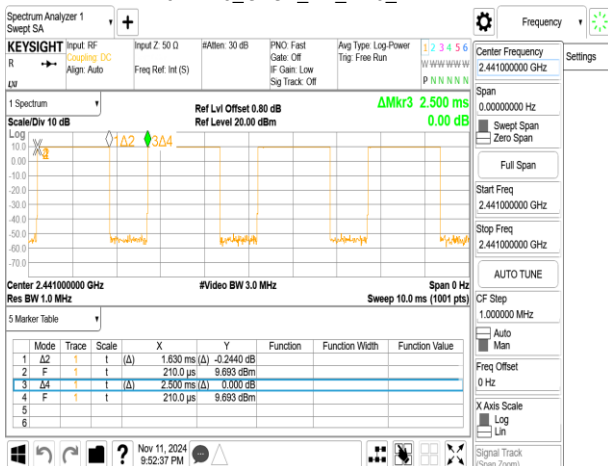 Spectrum Analyzer 1
Swept SA
+
Frequency
KEYSIGHT
R
Input: RF
Coupling: DC
Align: Auto
Input Z: 50 Ω
Freq Ref: Int (S)
#Atten: 30 dB
PNO: Fast
Gate: Off
IF Gain: Low
Sig Track: Off
Avg Type: Log-Power
Trig: Free Run
1 2 3 4 5 6
W W W W W W
P N N N N N
Center Frequency
2.441000000 GHz
Settings
Span
0.00000000 Hz
Swept Span
Zero Span
Full Span
Start Freq
2.441000000 GHz
Stop Freq
2.441000000 GHz
AUTO TUNE
CF Step
1.000000 MHz
Auto
Man
Freq Offset
0 Hz
X Axis Scale
Log
Lin
Signal Track
(Span Zoom)
1 Spectrum
Scale/Div 10 dB
Ref Lvl Offset 0.80 dB
Ref Level 20.00 dBm
ΔMkr3 2.500 ms
0.00 dB
Log
1Δ2 3Δ4
10.0
0.00
-10.0
-20.0
-30.0
-40.0
-50.0
-60.0
-70.0
Center 2.441000000 GHz #Video BW 3.0 MHz Span 0 Hz
Res BW 1.0 MHz Sweep 10.0 ms (1001 pts)
5 Marker Table
Mode Trace Scale X Y Function Function Width Function Value
1 Δ2 1 t (Δ) 1.630 ms (Δ) -0.2440 dB
2 F 1 t 210.0 µs 9.693 dBm
3 Δ4 1 t (Δ) 2.500 ms (Δ) 0.000 dB
4 F 1 t 210.0 µs 9.693 dBm
5
6
?
Nov 11, 2024
9:52:37 PM